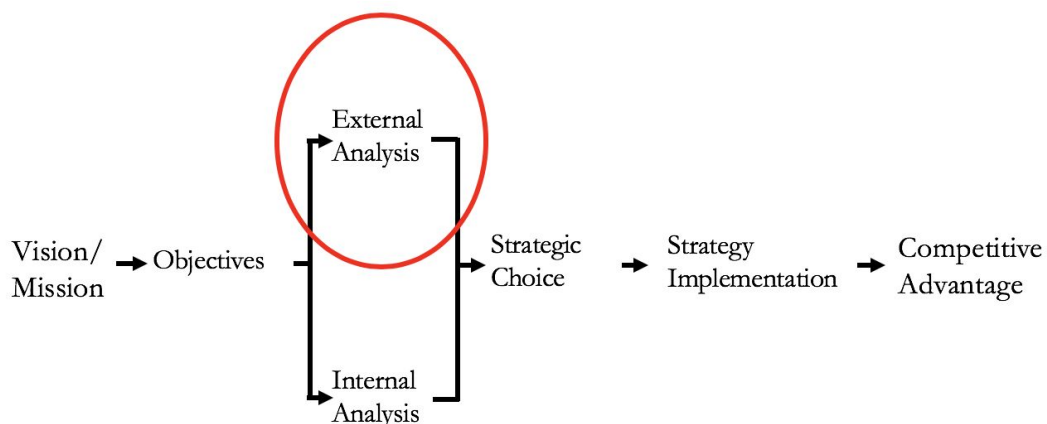 Vision/
Mission
Objectives
External
Analysis
Internal
Analysis
Strategic
Choice
Strategy
Implementation
Competitive
Advantage